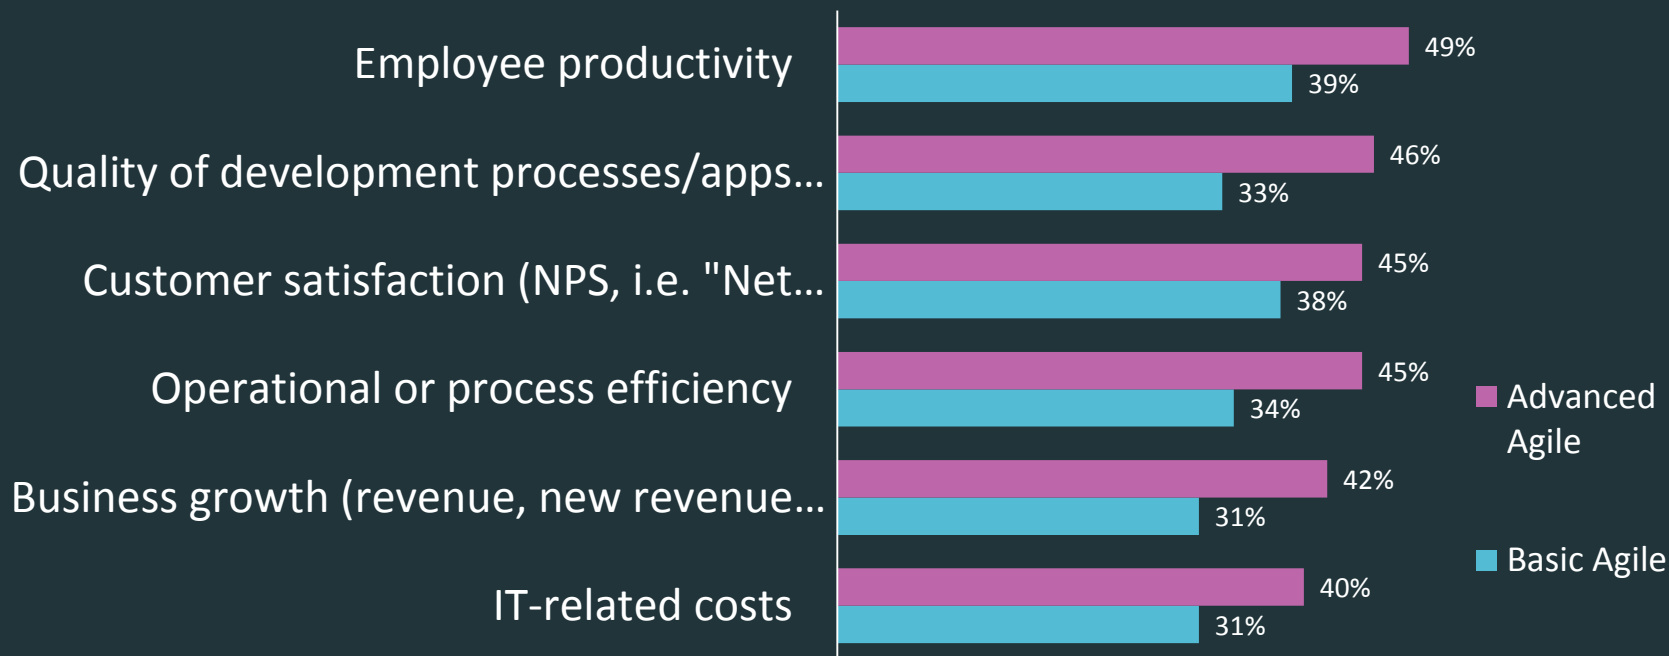 Employee productivity
49%
39%
Quality of development processes/apps...
46%
33%
Customer satisfaction (NPS, i.e. "Net...
45%
38%
Operational or process efficiency
45%
34%
Business growth (revenue, new revenue...
42%
31%
IT-related costs
40%
31%
Advanced
Agile
Basic Agile